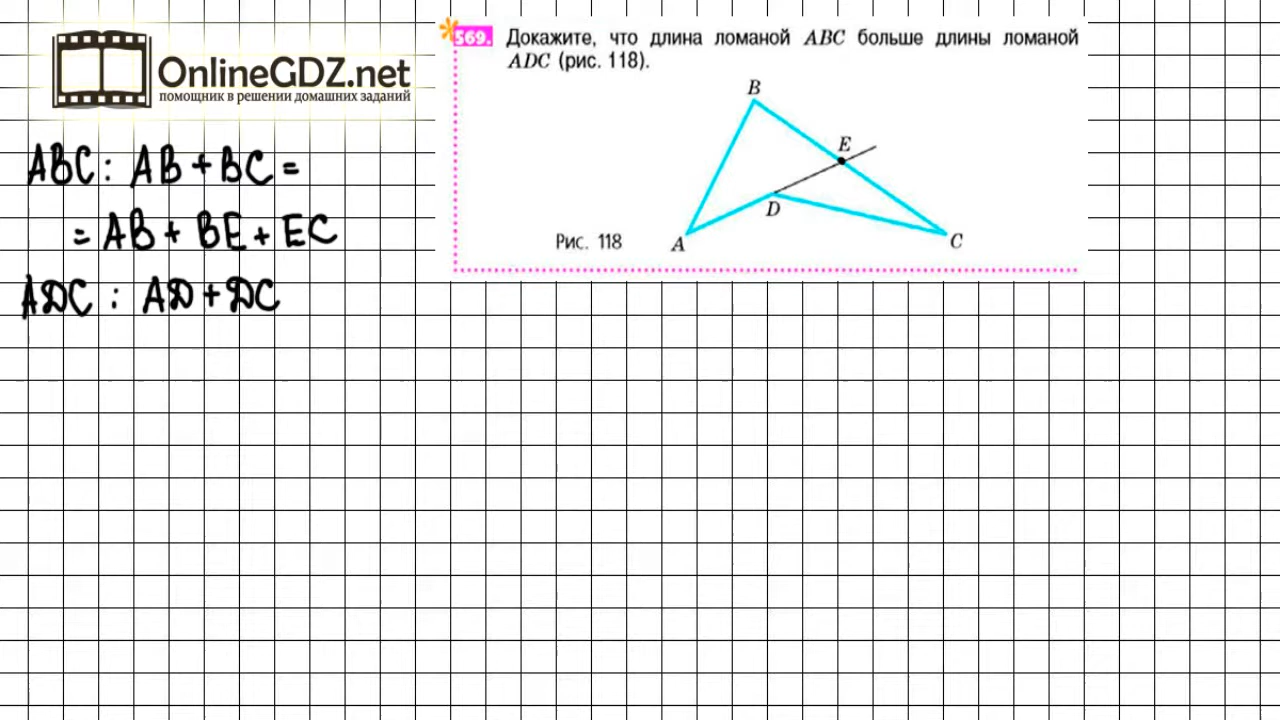 OnlineGDZ.net
помощник в решении домашних заданий
569. Докажите, что длина ломаной ABC больше длины ломаной
ADC (рис. 118).
B
E
D
A
C
Рис. 118
ABC: AB + BC =
= AB + BE + EC
ADC : AD + DC